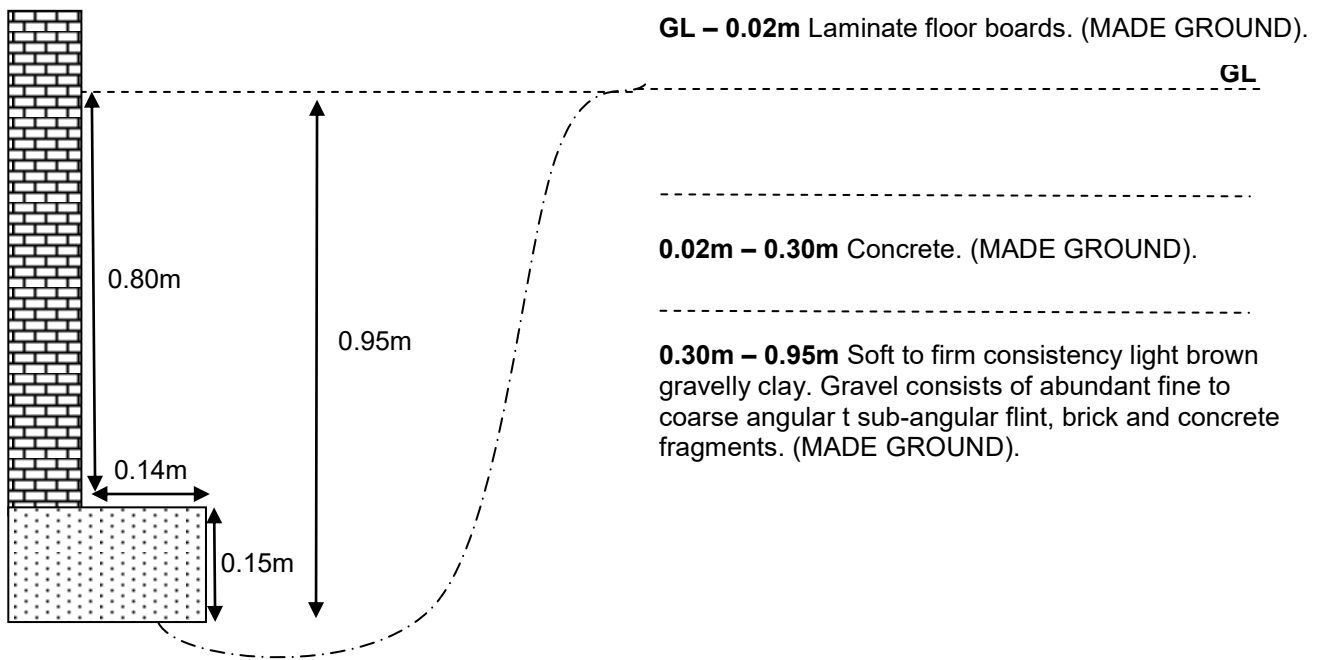 GL – 0.02m Laminate floor boards. (MADE GROUND).
GL
0.80m
0.02m – 0.30m Concrete. (MADE GROUND).
0.95m
0.30m – 0.95m Soft to firm consistency light brown
gravelly clay. Gravel consists of abundant fine to
coarse angular t sub-angular flint, brick and concrete
fragments. (MADE GROUND).
0.14m
0.15m